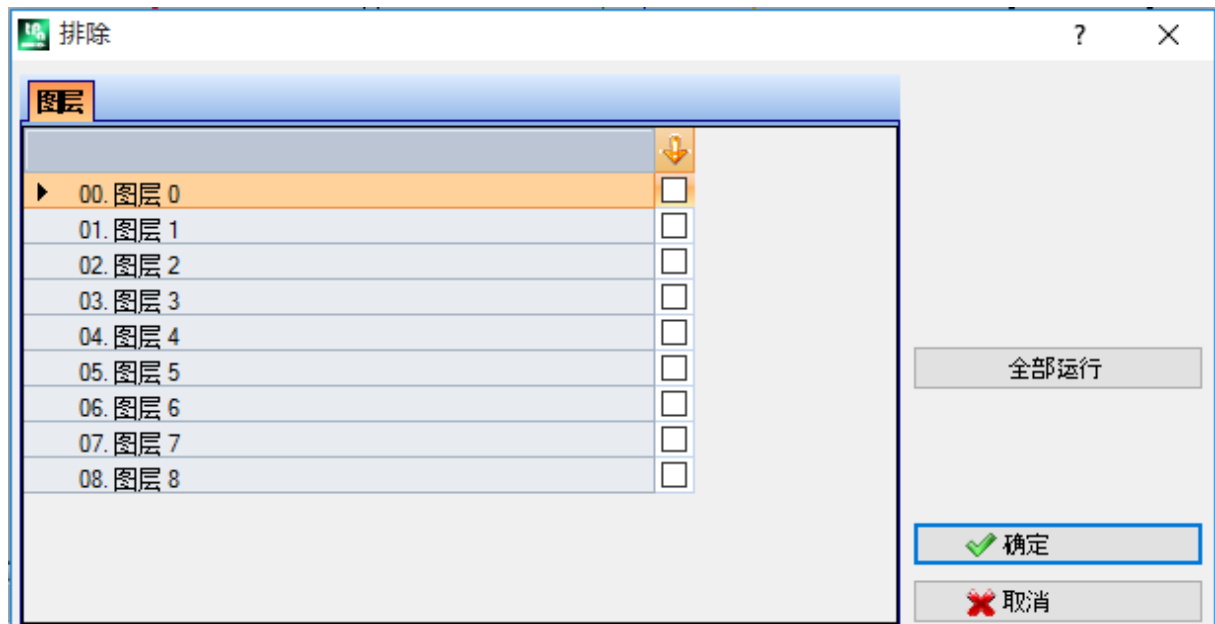 排除
?
图层
00. 图层 0
01. 图层 1
02. 图层 2
03. 图层 3
04. 图层 4
05. 图层 5
06. 图层 6
07. 图层 7
08. 图层 8
全部运行
确定
取消